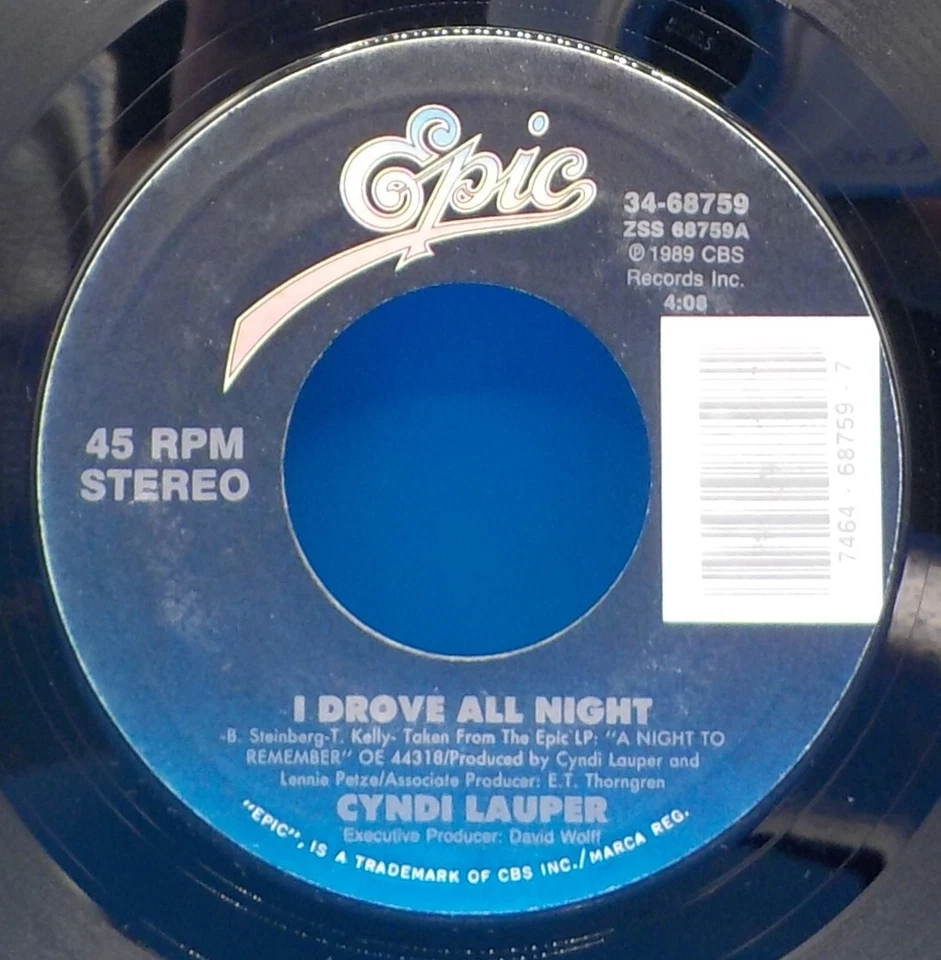 Epic
34-68759
ZSS 68759A
℗ 1989 CBS
Records Inc.
4:08
7464-68759-7
45 RPM
STEREO
I DROVE ALL NIGHT
-B. Steinberg-T. Kelly- Taken From The Epic LP: "A NIGHT TO
REMEMBER" OE 44318/Produced by Cyndi Lauper and
Lennie Petze/Associate Producer: E.T. Thorngren
CYNDI LAUPER
Executive Producer: David Wolff
"EPIC", IS A TRADEMARK OF CBS INC./MARCA REG.